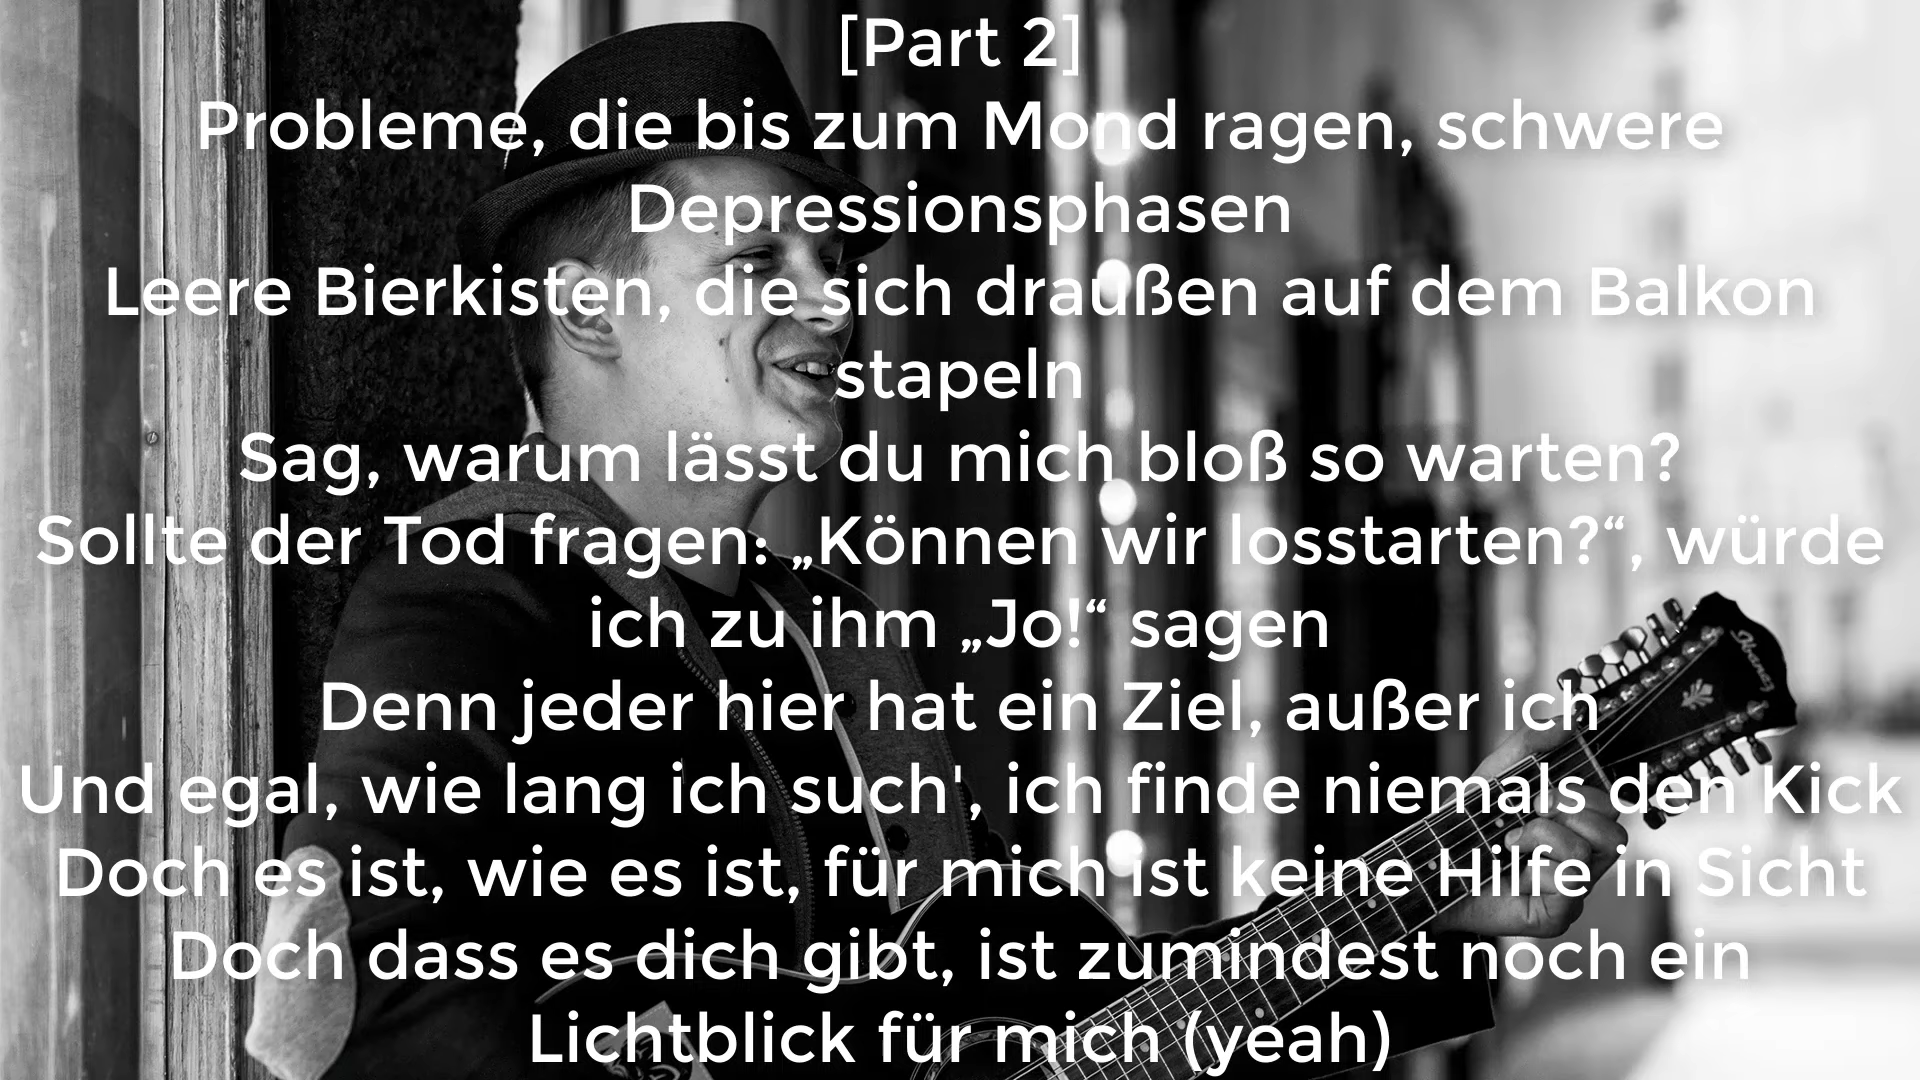 [Part 2]
Probleme, die bis zum Mond ragen, schwere
Depressionsphasen
Leere Bierkisten, die sich draußen auf dem Balkon
stapeln
Sag, warum lässt du mich bloß so warten?
Sollte der Tod fragen: „Können wir losstarten?“, würde
ich zu ihm „Jo!“ sagen
Denn jeder hier hat ein Ziel, außer ich
Und egal, wie lang ich such', ich finde niemals den Kick
Doch es ist, wie es ist, für mich ist keine Hilfe in Sicht
Doch dass es dich gibt, ist zumindest noch ein
Lichtblick für mich (yeah)
Ibanez